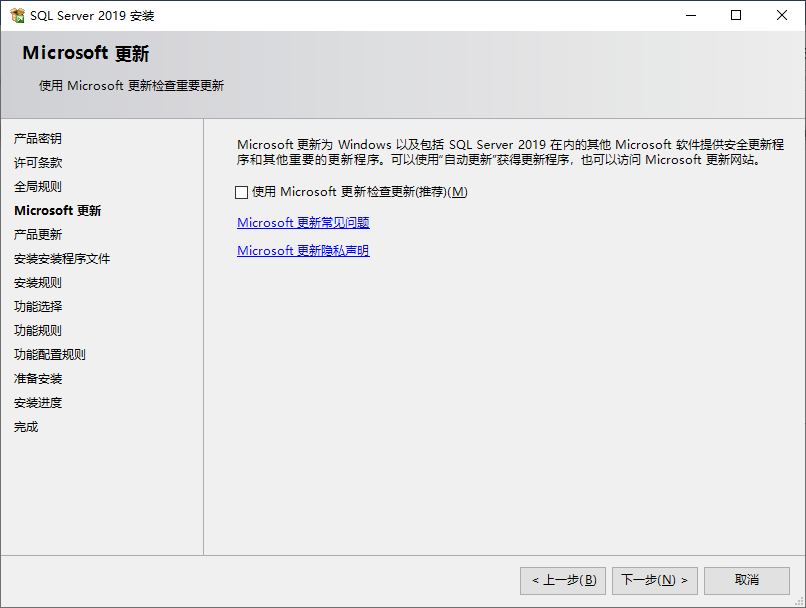 SQL Server 2019 安装
Microsoft 更新
使用 Microsoft 更新检查重要更新
产品密钥
许可条款
全局规则
Microsoft 更新
产品更新
安装安装程序文件
安装规则
功能选择
功能规则
功能配置规则
准备安装
安装进度
完成
Microsoft 更新为 Windows 以及包括 SQL Server 2019 在内的其他 Microsoft 软件提供安全更新程
序和其他重要的更新程序。可以使用"自动更新"获得更新程序，也可以访问 Microsoft 更新网站。
使用 Microsoft 更新检查更新(推荐)(M)
Microsoft 更新常见问题
Microsoft 更新隐私声明
< 上一步(B)
下一步(N) >
取消